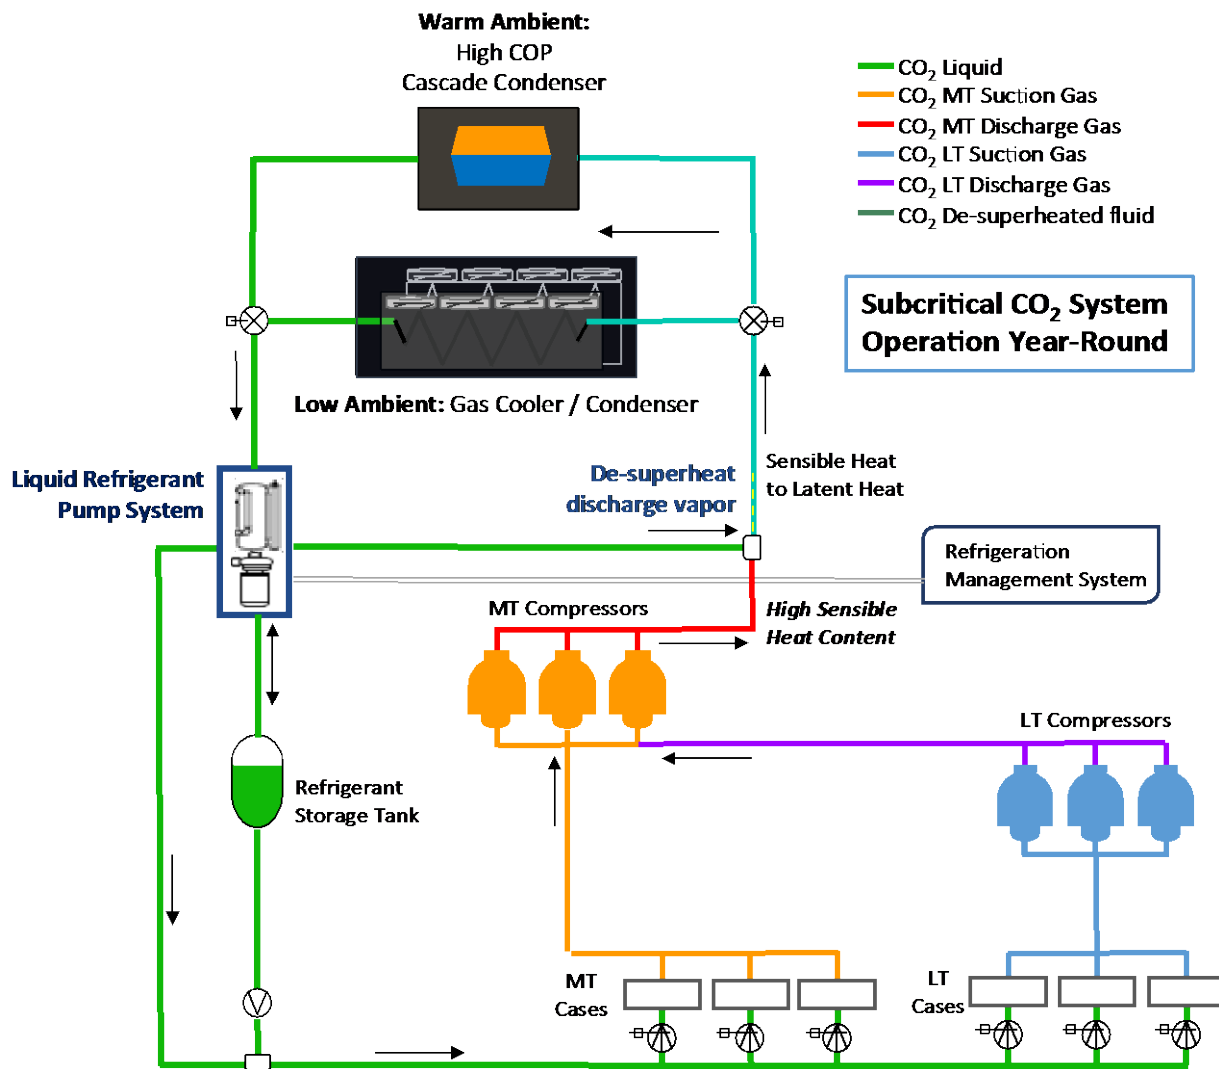 Warm Ambient:
High COP
Cascade Condenser
CO₂ Liquid
CO₂ MT Suction Gas
CO₂ MT Discharge Gas
CO₂ LT Suction Gas
CO₂ LT Discharge Gas
CO₂ De-superheated fluid
Subcritical CO₂ System
Operation Year-Round
Low Ambient: Gas Cooler / Condenser
Liquid Refrigerant
Pump System
De-superheat
discharge vapor
Sensible Heat
to Latent Heat
Refrigeration
Management System
MT Compressors
High Sensible
Heat Content
LT Compressors
Refrigerant
Storage Tank
MT
Cases
LT
Cases